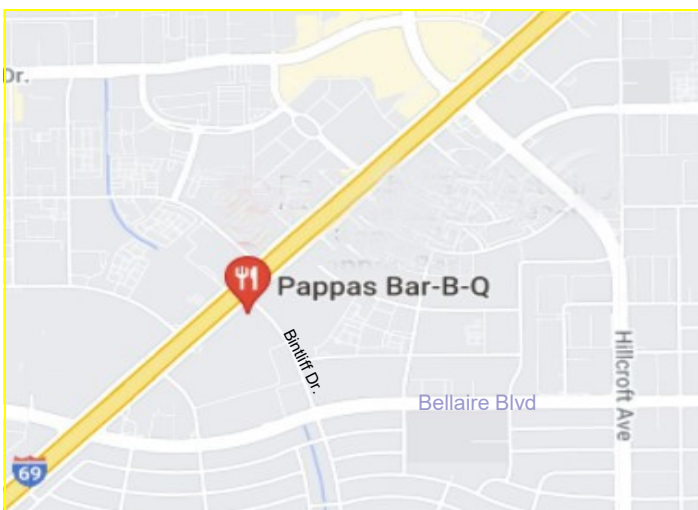 Dr.
Pappas Bar-B-Q
Bintliff Dr.
Hillcroft Ave
Bellaire Blvd
69